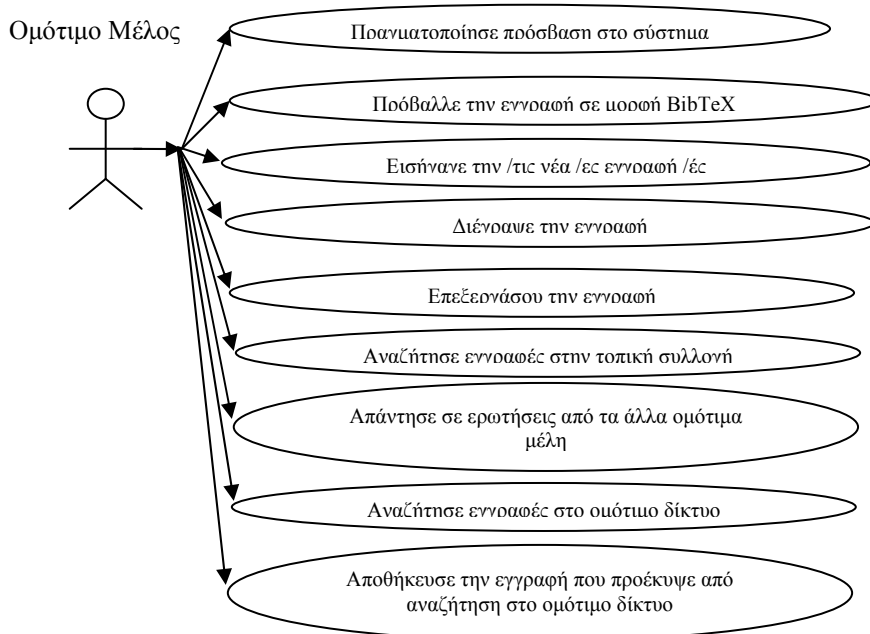 Ομότιμο Μέλος
Πραγματοποίησε πρόσβαση στο σύστημα
Πρόβαλλε την εγγραφή σε μορφή BibTeX
Εισήγαγε την /τις νέα /ες εγγραφή /ές
Διέγραψε την εγγραφή
Επεξεργάσου την εγγραφή
Αναζήτησε εγγραφές στην τοπική συλλογή
Απάντησε σε ερωτήσεις από τα άλλα ομότιμα
μέλη
Αναζήτησε εγγραφές στο ομότιμο δίκτυο
Αποθήκευσε την εγγραφή που προέκυψε από
αναζήτηση στο ομότιμο δίκτυο